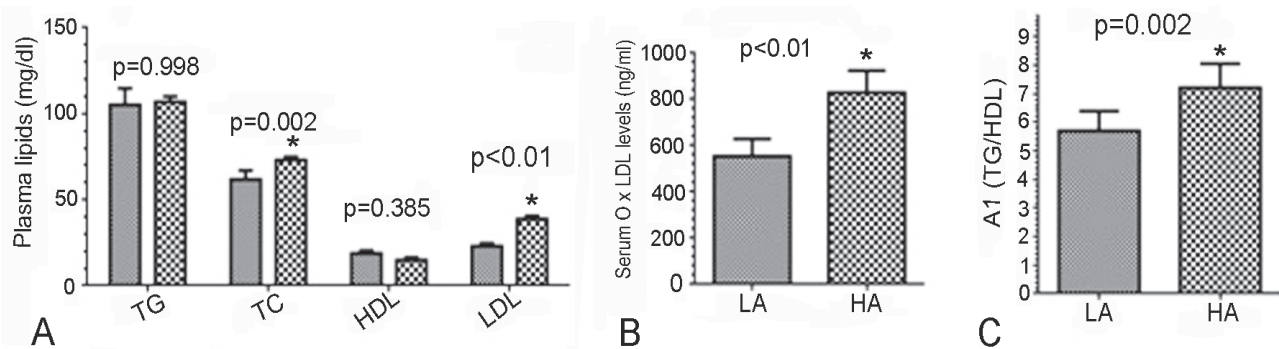 Plasma lipids (mg/dl)
150
100
50
0
p=0.998
p=0.002
*
p=0.385
p<0.01
*
TG
TC
HDL
LDL
A
Serum O x LDL levels (ng/ml)
1000
800
600
400
200
0
p<0.01
*
LA
HA
B
A1 (TG/HDL)
9
8
7
6
5
4
3
2
1
0
p=0.002
*
LA
HA
C